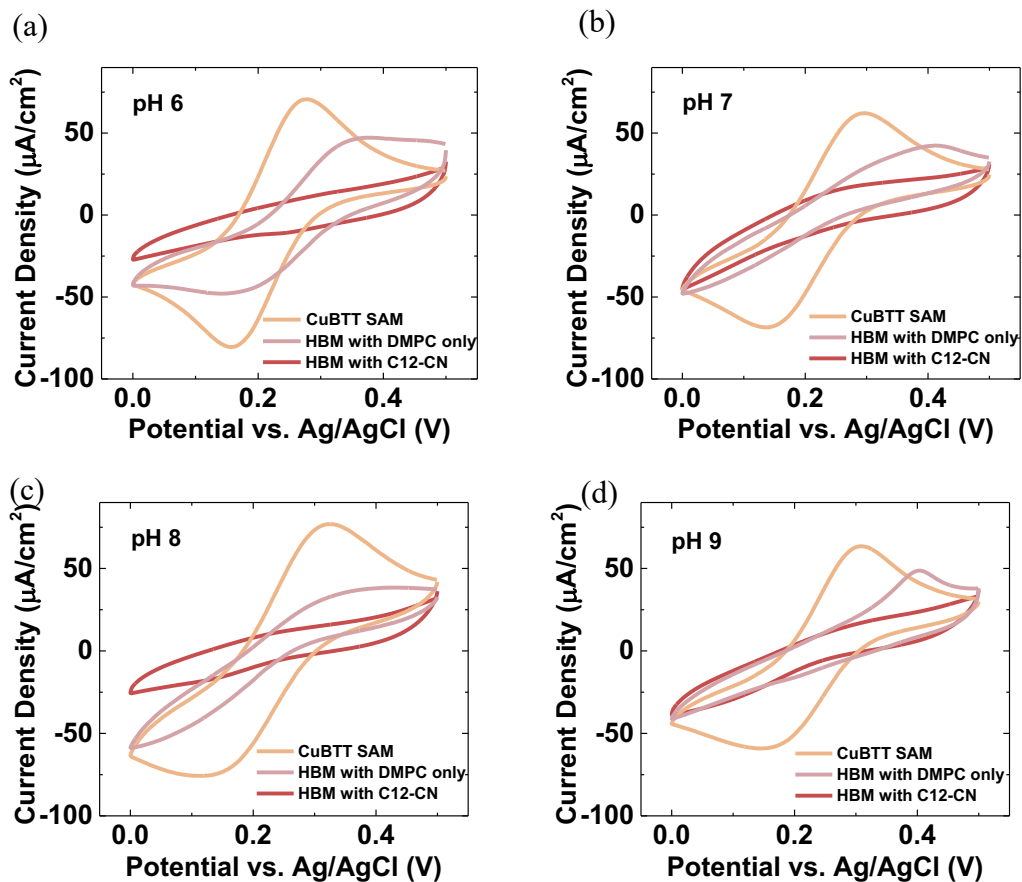 (a)
Current Density (µA/cm²)
50
0
-50
-100
pH 6
CuBTT SAM
HBM with DMPC only
HBM with C12-CN
0.0 0.2 0.4
Potential vs. Ag/AgCl (V)
(b)
Current Density (µA/cm²)
50
0
-50
-100
pH 7
CuBTT SAM
HBM with DMPC only
HBM with C12-CN
0.0 0.2 0.4
Potential vs. Ag/AgCl (V)
(c)
Current Density (µA/cm²)
50
0
-50
-100
pH 8
CuBTT SAM
HBM with DMPC only
HBM with C12-CN
0.0 0.2 0.4
Potential vs. Ag/AgCl (V)
(d)
Current Density (µA/cm²)
50
0
-50
-100
pH 9
CuBTT SAM
HBM with DMPC only
HBM with C12-CN
0.0 0.2 0.4
Potential vs. Ag/AgCl (V)